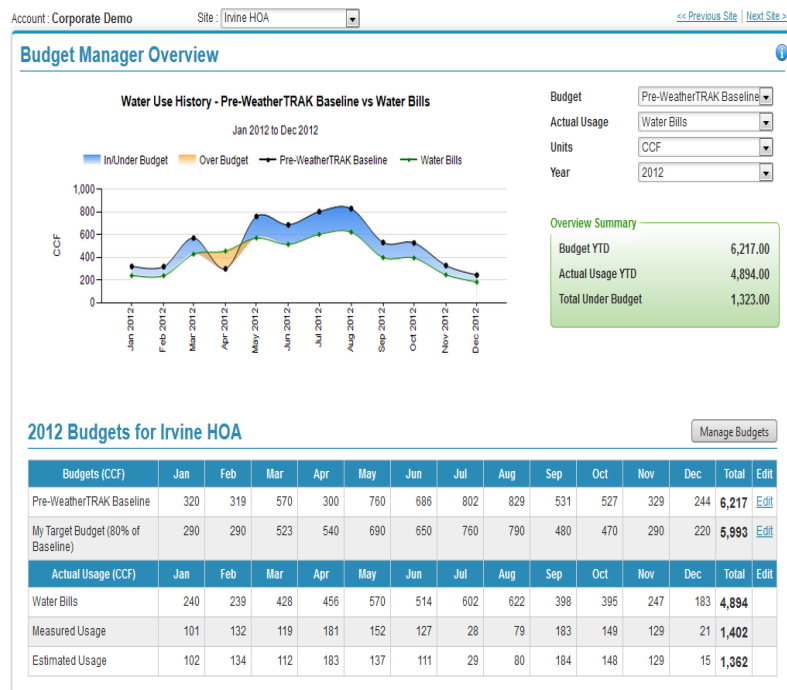 Account : Corporate Demo Site : Irvine HOA << Previous Site | Next Site >
Budget Manager Overview
Water Use History - Pre-WeatherTRAK Baseline vs Water Bills
Jan 2012 to Dec 2012
In/Under Budget Over Budget Pre-WeatherTRAK Baseline Water Bills
1,000
800
600
400
200
0
CCF
Jan 2012
Feb 2012
Mar 2012
Apr 2012
May 2012
Jun 2012
Jul 2012
Aug 2012
Sep 2012
Oct 2012
Nov 2012
Dec 2012
Budget Pre-WeatherTRAK Baseline
Actual Usage Water Bills
Units CCF
Year 2012
Overview Summary
Budget YTD 6,217.00
Actual Usage YTD 4,894.00
Total Under Budget 1,323.00
2012 Budgets for Irvine HOA Manage Budgets
Budgets (CCF) Jan Feb Mar Apr May Jun Jul Aug Sep Oct Nov Dec Total Edit
Pre-WeatherTRAK Baseline 320 319 570 300 760 686 802 829 531 527 329 244 6,217 Edit
My Target Budget (80% of
Baseline) 290 290 523 540 690 650 760 790 480 470 290 220 5,993 Edit
Actual Usage (CCF) Jan Feb Mar Apr May Jun Jul Aug Sep Oct Nov Dec Total Edit
Water Bills 240 239 428 456 570 514 602 622 398 395 247 183 4,894
Measured Usage 101 132 119 181 152 127 28 79 183 149 129 21 1,402
Estimated Usage 102 134 112 183 137 111 29 80 184 148 129 15 1,362